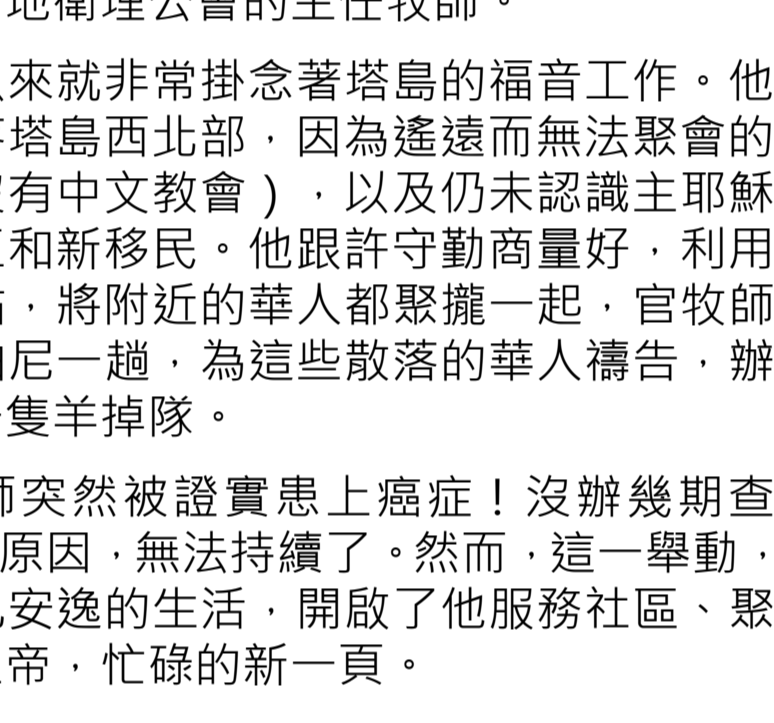 地衛理公會的主任牧師。
來就非常掛念著塔島的福音工作。他
塔島西北部，因為遙遠而無法聚會的
有中文教會），以及仍未認識主耶穌
和新移民。他跟許守勤商量好，利用
，將附近的華人都聚攏一起，官牧師
尼一趟，為這些散落的華人禱告，辦
隻羊掉隊。
師突然被證實患上癌症！沒辦幾期查
原因，無法持續了。然而，這一舉動，
安逸的生活，開啟了他服務社區、聚
帝，忙碌的新一頁。